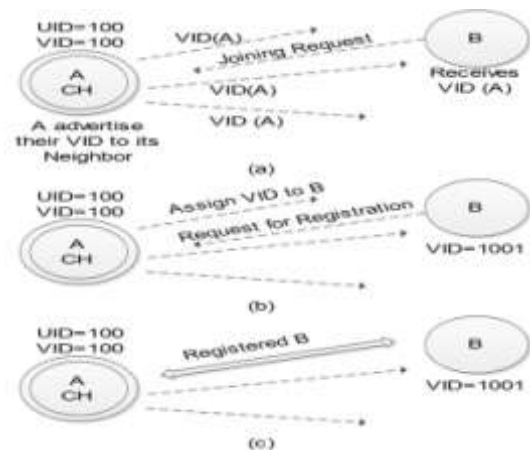 UID=100
VID=100
VID(A)
Joining Request
A
CH
B
Receives
VID (A)
VID(A)
VID (A)
A advertise
their VID to its
Neighbor
(a)
UID=100
VID=100
Assign VID to B
Request for Registration
A
CH
B
VID=1001
(b)
UID=100
VID=100
Registered B
A
CH
B
VID=1001
(c)